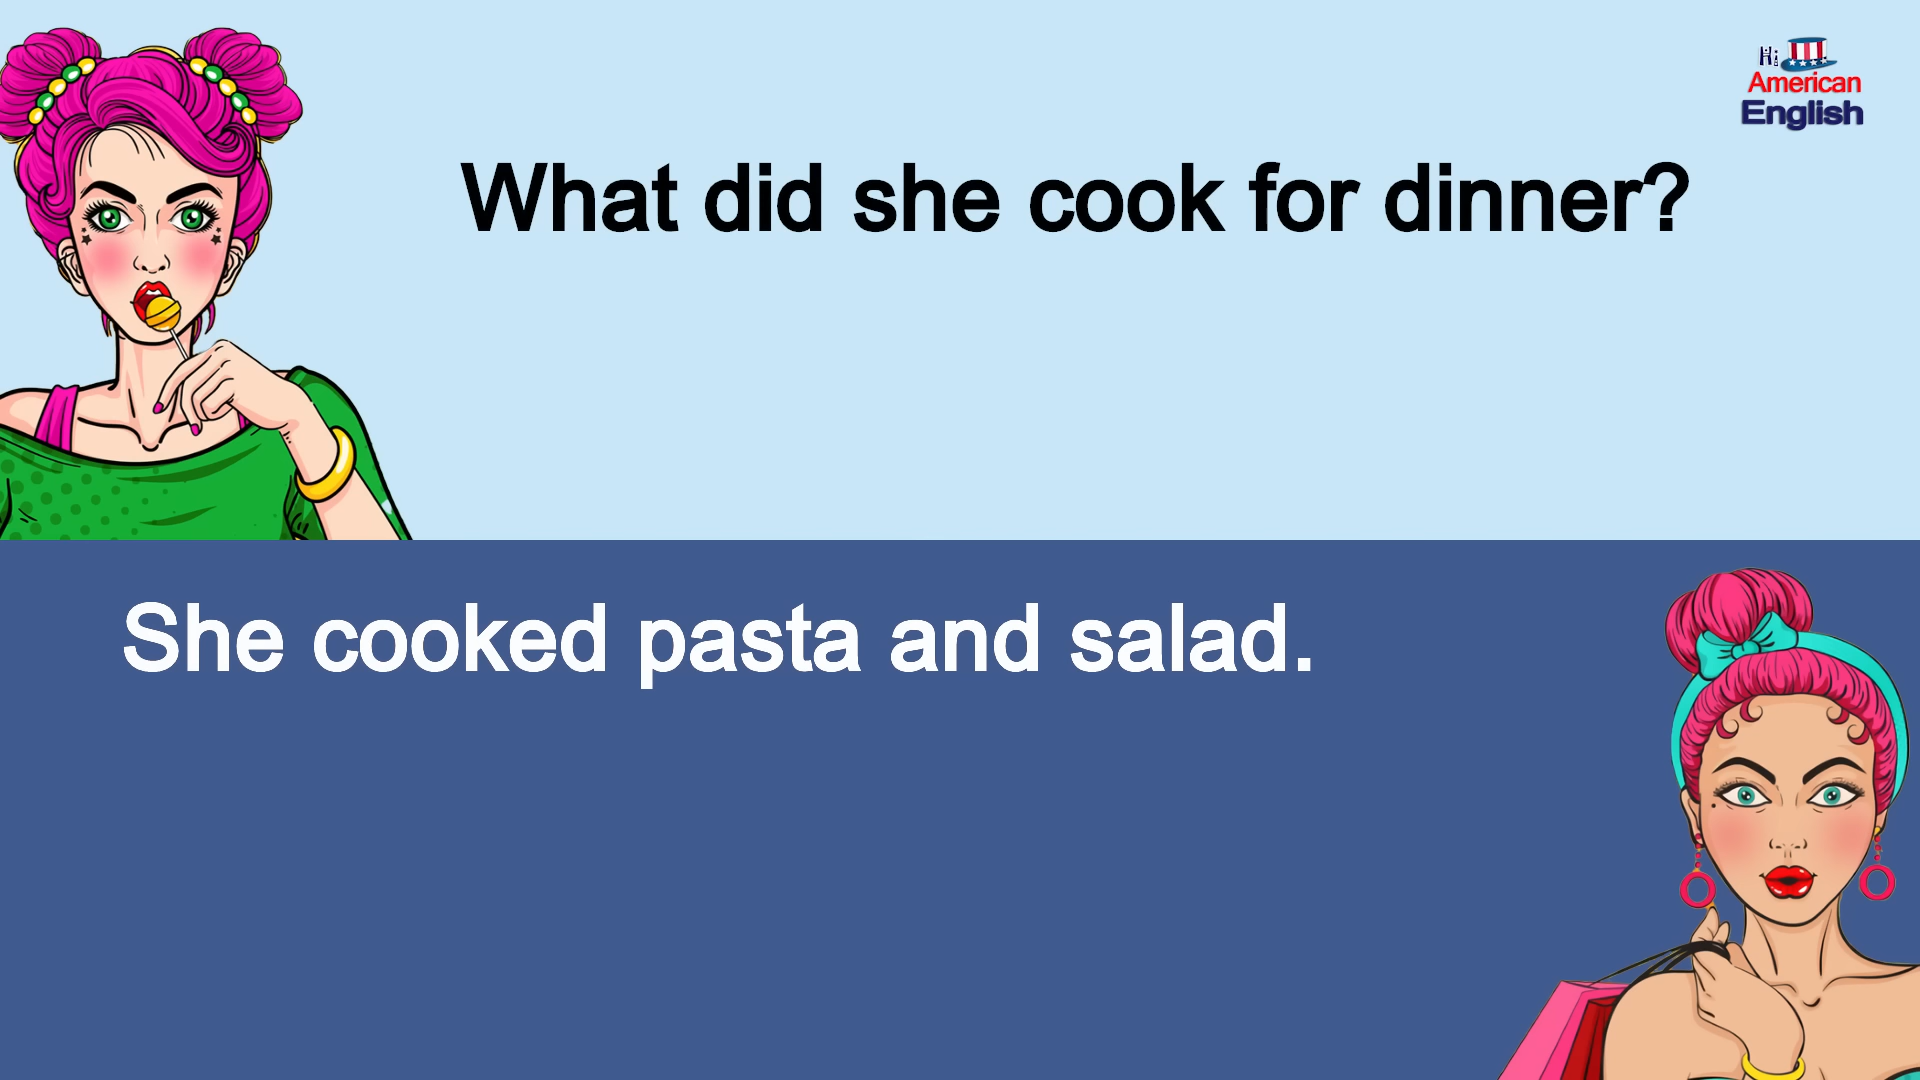 Hi
American
English
What did she cook for dinner?
She cooked pasta and salad.